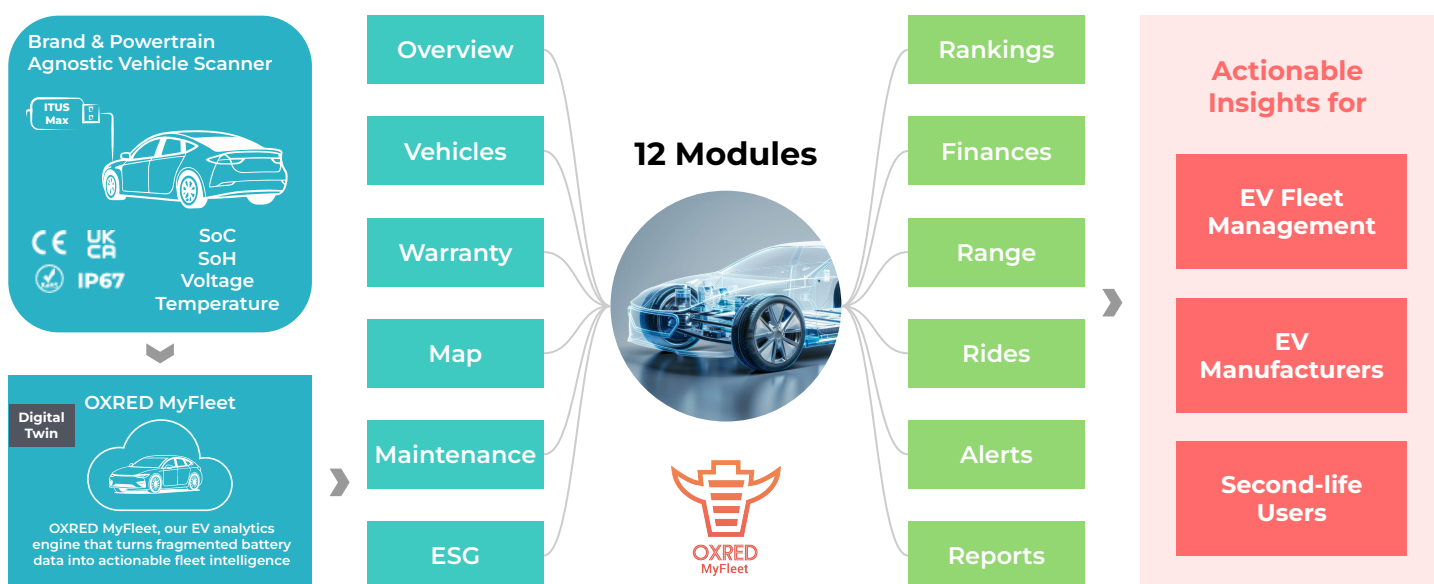 Brand & Powertrain
Agnostic Vehicle Scanner
ITUS
Max
CE
UK
CA
IP67
SoC
SoH
Voltage
Temperature
OXRED MyFleet
Digital
Twin
OXRED MyFleet, our EV analytics
engine that turns fragmented battery
data into actionable fleet intelligence
Overview
Vehicles
Warranty
Map
Maintenance
ESG
12 Modules
OXRED
MyFleet
Rankings
Finances
Range
Rides
Alerts
Reports
Actionable
Insights for
EV Fleet
Management
EV
Manufacturers
Second-life
Users